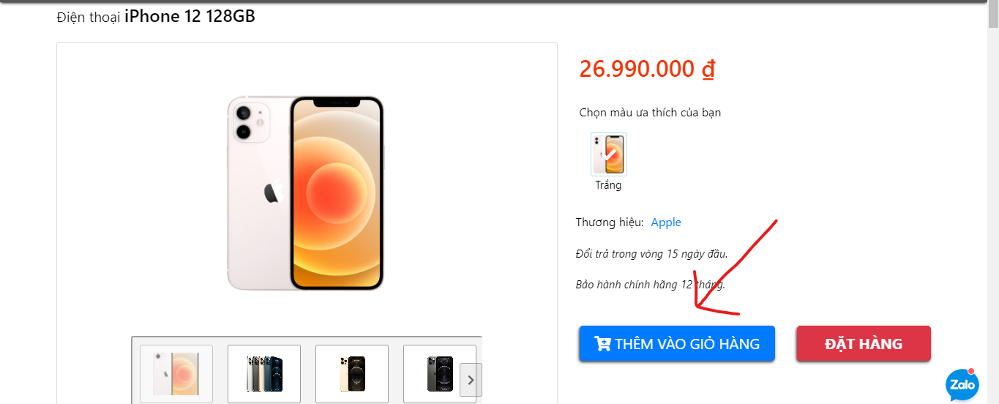 Điện thoại iPhone 12 128GB
26.990.000 ₫
Chọn màu ưa thích của bạn
Trắng
Thương hiệu: Apple
Đổi trả trong vòng 15 ngày đầu.
Bảo hành chính hãng 12 tháng.
THÊM VÀO GIỎ HÀNG
ĐẶT HÀNG
Zalo